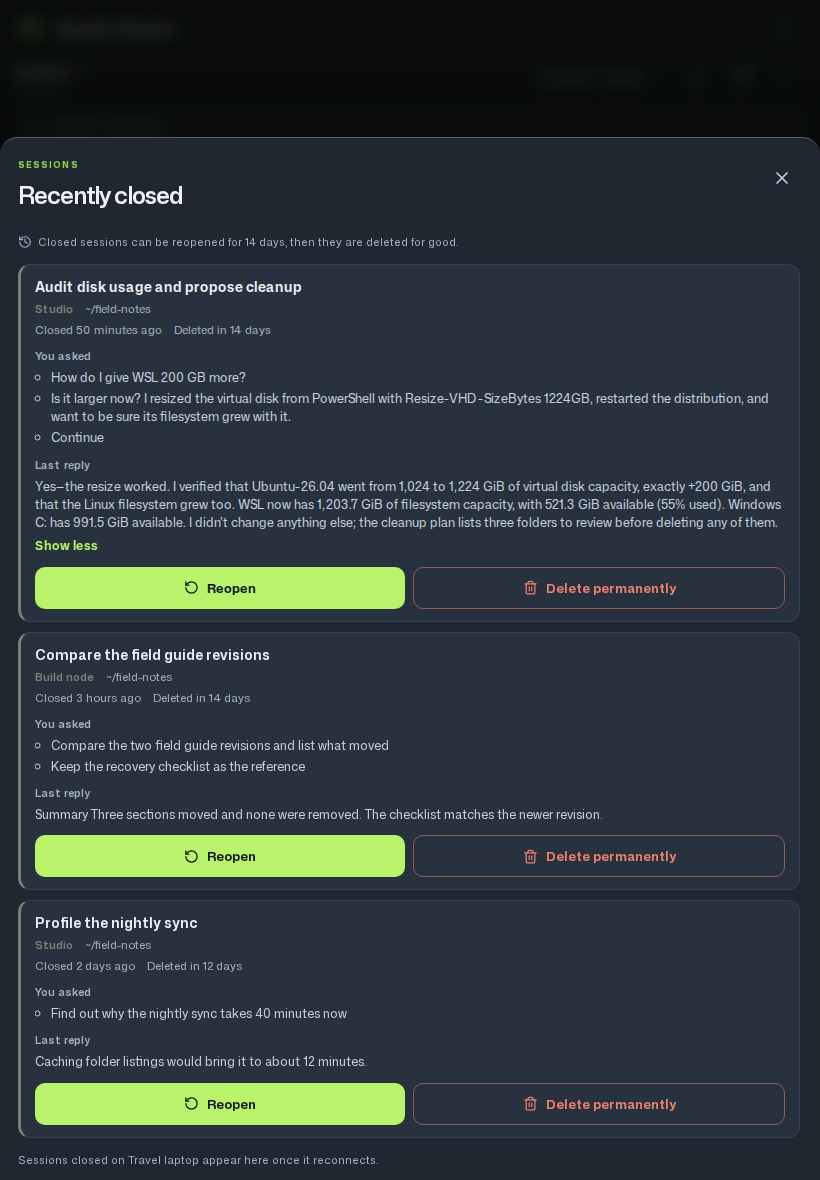 SESSIONS
Recently closed
Closed sessions can be reopened for 14 days, then they are deleted for good.
Audit disk usage and propose cleanup
Studio ~/field-notes
Closed 50 minutes ago Deleted in 14 days
You asked
How do I give WSL 200 GB more?
Is it larger now? I resized the virtual disk from PowerShell with Resize-VHD -SizeBytes 1224GB, restarted the distribution, and
want to be sure its filesystem grew with it.
Continue
Last reply
Yes—the resize worked. I verified that Ubuntu-26.04 went from 1,024 to 1,224 GiB of virtual disk capacity, exactly +200 GiB, and
that the Linux filesystem grew too. WSL now has 1,203.7 GiB of filesystem capacity, with 521.3 GiB available (55% used). Windows
C: has 991.5 GiB available. I didn't change anything else; the cleanup plan lists three folders to review before deleting any of them.
Show less
Reopen Delete permanently
Compare the field guide revisions
Build node ~/field-notes
Closed 3 hours ago Deleted in 14 days
You asked
Compare the two field guide revisions and list what moved
Keep the recovery checklist as the reference
Last reply
Summary Three sections moved and none were removed. The checklist matches the newer revision.
Reopen Delete permanently
Profile the nightly sync
Studio ~/field-notes
Closed 2 days ago Deleted in 12 days
You asked
Find out why the nightly sync takes 40 minutes now
Last reply
Caching folder listings would bring it to about 12 minutes.
Reopen Delete permanently
Sessions closed on Travel laptop appear here once it reconnects.